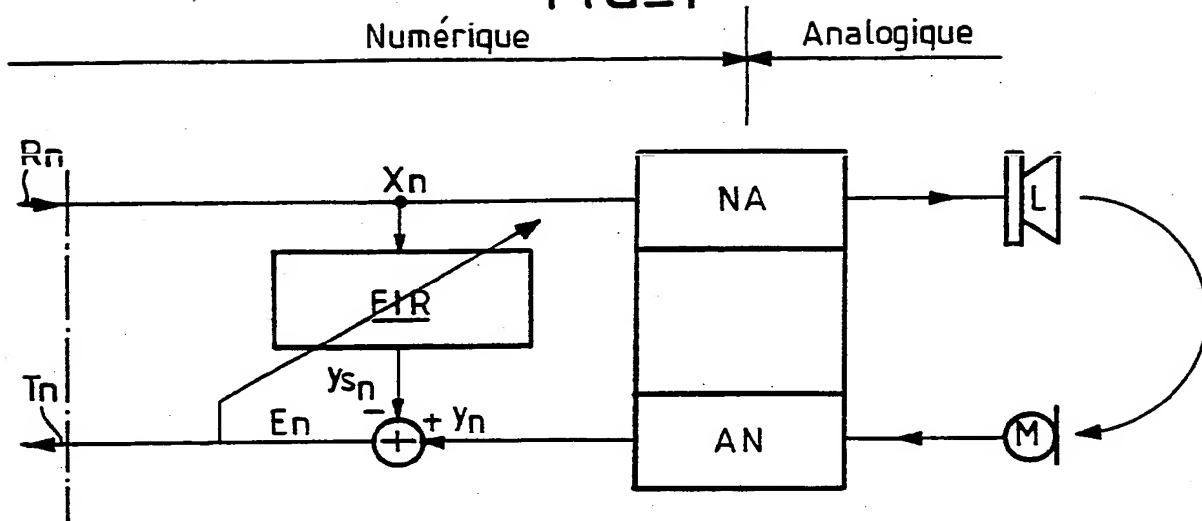 Numérique
Analogique
Rn
Xn
NA
L
FIR
ysn
Tn
En
- + yn
+
AN
M